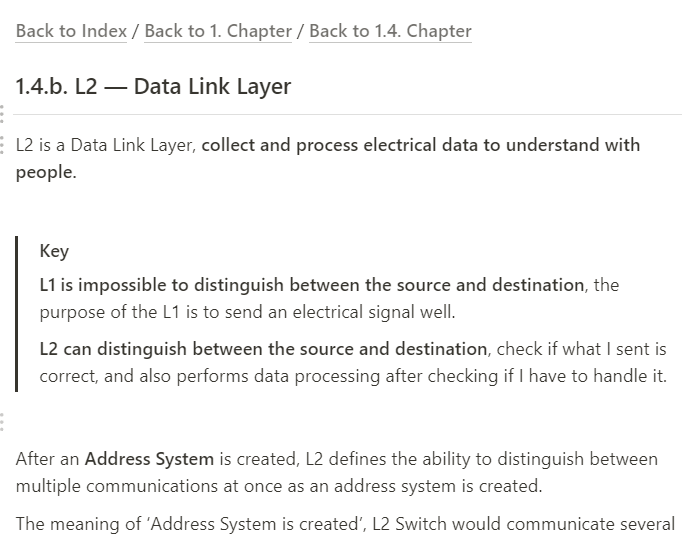 Back to Index / Back to 1. Chapter / Back to 1.4. Chapter
1.4.b. L2 — Data Link Layer
L2 is a Data Link Layer, collect and process electrical data to understand with
people.
Key
L1 is impossible to distinguish between the source and destination, the
purpose of the L1 is to send an electrical signal well.
L2 can distinguish between the source and destination, check if what I sent is
correct, and also performs data processing after checking if I have to handle it.
After an Address System is created, L2 defines the ability to distinguish between
multiple communications at once as an address system is created.
The meaning of ‘Address System is created’, L2 Switch would communicate several